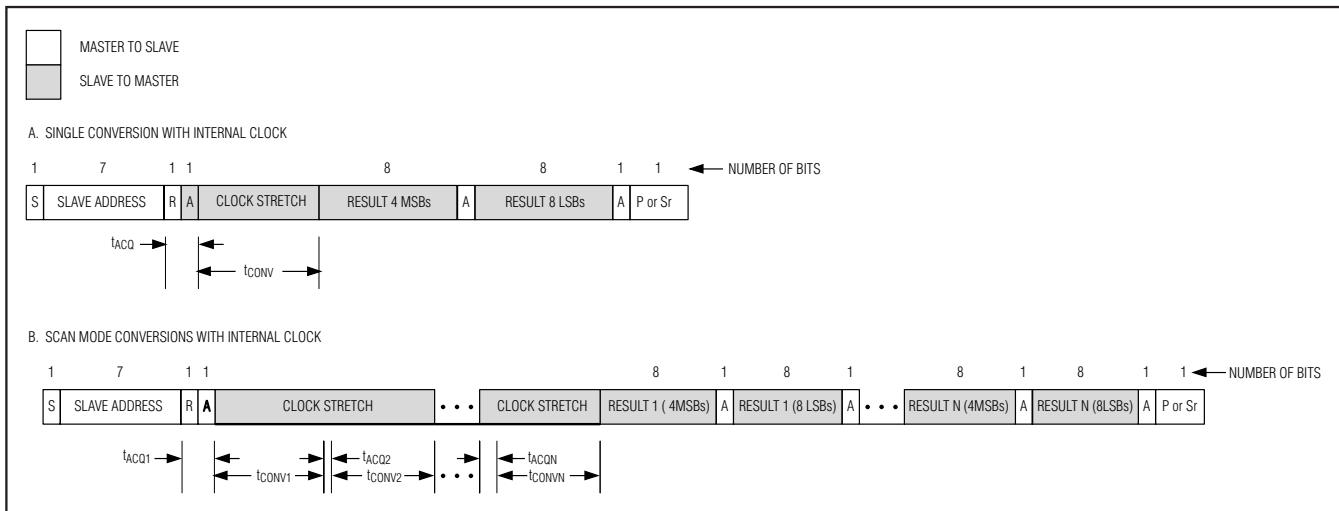 MASTER TO SLAVE
SLAVE TO MASTER
A. SINGLE CONVERSION WITH INTERNAL CLOCK
1 7 1 1 8 8 1 1 NUMBER OF BITS
S SLAVE ADDRESS R A CLOCK STRETCH RESULT 4 MSBs A RESULT 8 LSBs A P or Sr
tACQ
tCONV
B. SCAN MODE CONVERSIONS WITH INTERNAL CLOCK
1 7 1 1 8 1 8 1 8 1 8 1 1 NUMBER OF BITS
S SLAVE ADDRESS R A CLOCK STRETCH • • • CLOCK STRETCH RESULT 1 ( 4MSBs) A RESULT 1 (8 LSBs) A • • • RESULT N (4MSBs) A RESULT N (8LSBs) A P or Sr
tACQ1 tACQ2 tACQN
tCONV1 tCONV2 • • • tCONVN